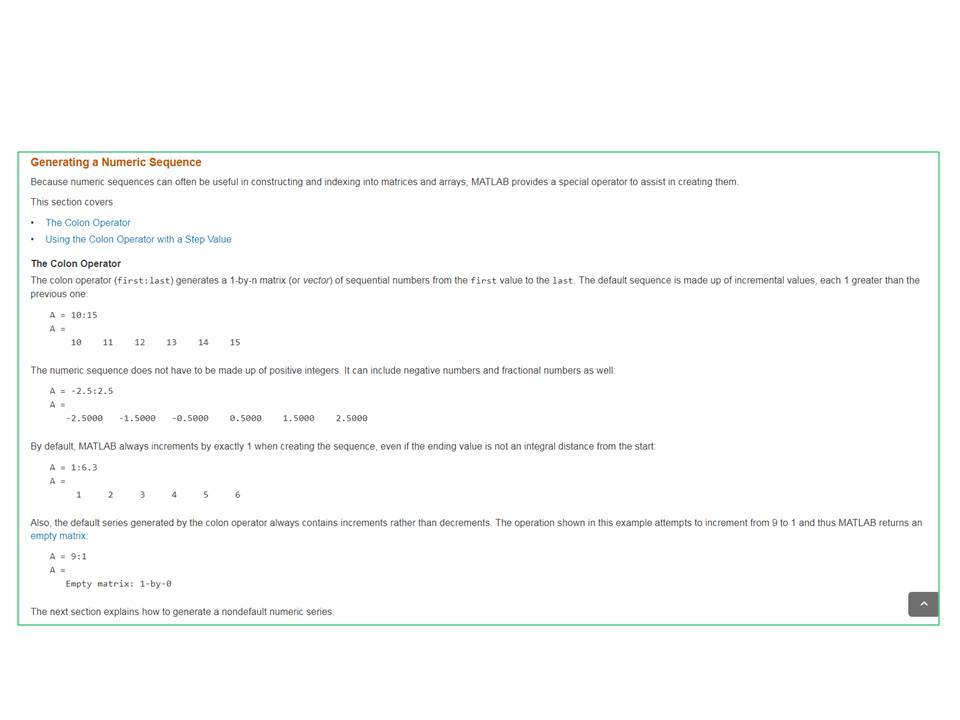 Generating a Numeric Sequence
Because numeric sequences can often be useful in constructing and indexing into matrices and arrays, MATLAB provides a special operator to assist in creating them.
This section covers
• The Colon Operator
• Using the Colon Operator with a Step Value
The Colon Operator
The colon operator (first:last) generates a 1-by-n matrix (or vector) of sequential numbers from the first value to the last. The default sequence is made up of incremental values, each 1 greater than the
previous one:
A = 10:15
A =
10 11 12 13 14 15
The numeric sequence does not have to be made up of positive integers. It can include negative numbers and fractional numbers as well:
A = -2.5:2.5
A =
-2.5000 -1.5000 -0.5000 0.5000 1.5000 2.5000
By default, MATLAB always increments by exactly 1 when creating the sequence, even if the ending value is not an integral distance from the start:
A = 1:6.3
A =
1 2 3 4 5 6
Also, the default series generated by the colon operator always contains increments rather than decrements. The operation shown in this example attempts to increment from 9 to 1 and thus MATLAB returns an
empty matrix:
A = 9:1
A =
Empty matrix: 1-by-0
The next section explains how to generate a nondefault numeric series.